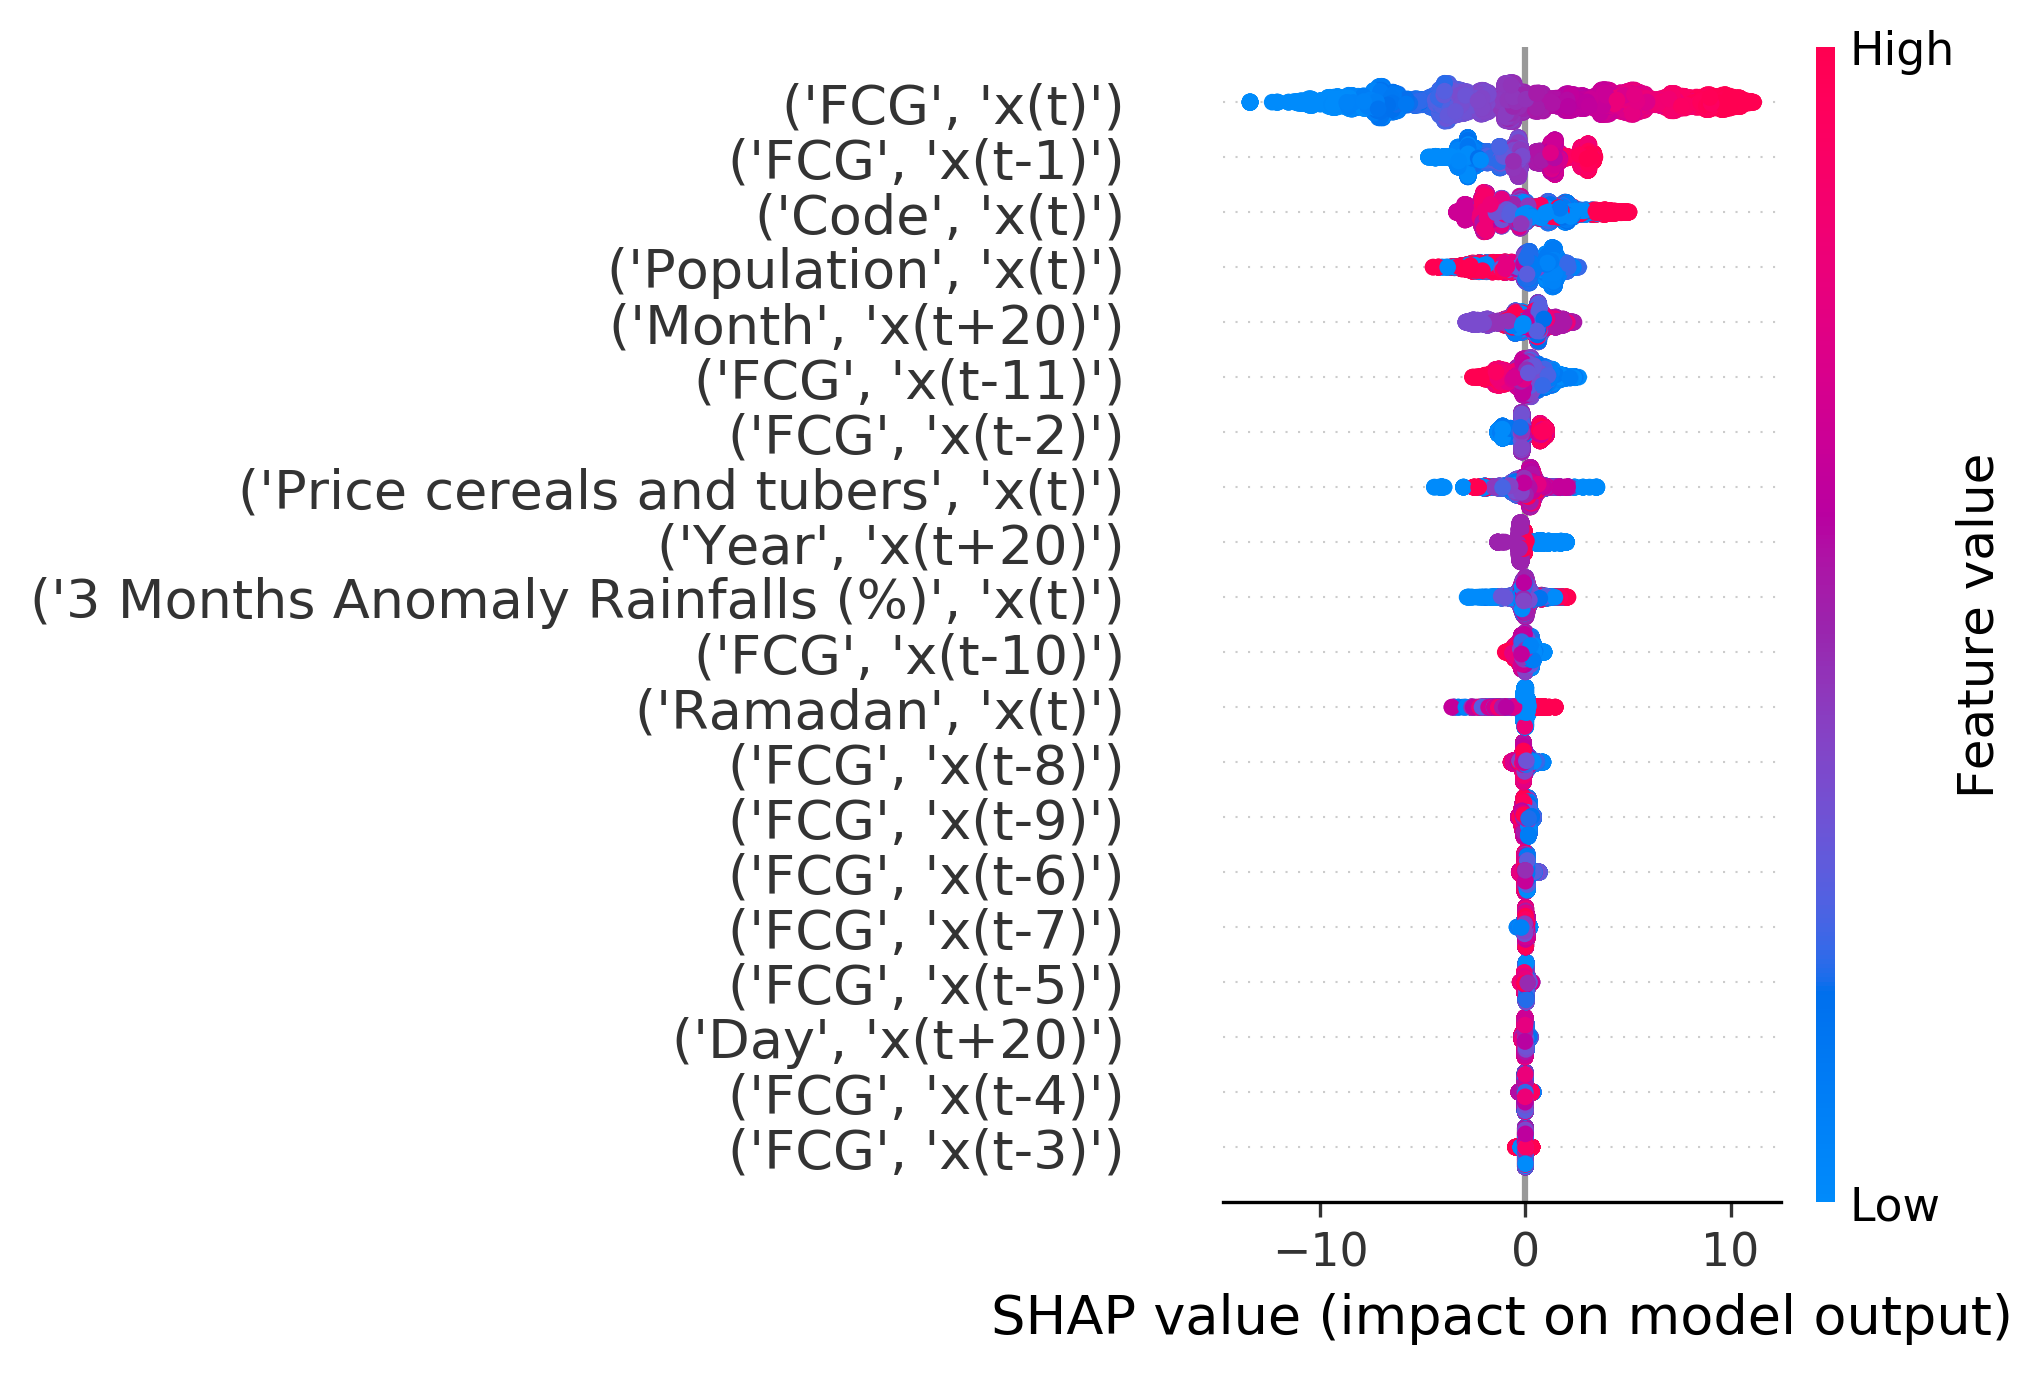 High
('FCG', 'x(t)')
('FCG', 'x(t-1)')
('Code', 'x(t)')
('Population', 'x(t)')
('Month', 'x(t+20)')
('FCG', 'x(t-11)')
('FCG', 'x(t-2)')
('Price cereals and tubers', 'x(t)')
('Year', 'x(t+20)')
('3 Months Anomaly Rainfalls (%)', 'x(t)')
('FCG', 'x(t-10)')
('Ramadan', 'x(t)')
('FCG', 'x(t-8)')
('FCG', 'x(t-9)')
('FCG', 'x(t-6)')
('FCG', 'x(t-7)')
('FCG', 'x(t-5)')
('Day', 'x(t+20)')
('FCG', 'x(t-4)')
('FCG', 'x(t-3)')
Feature value
Low
−10 0 10
SHAP value (impact on model output)